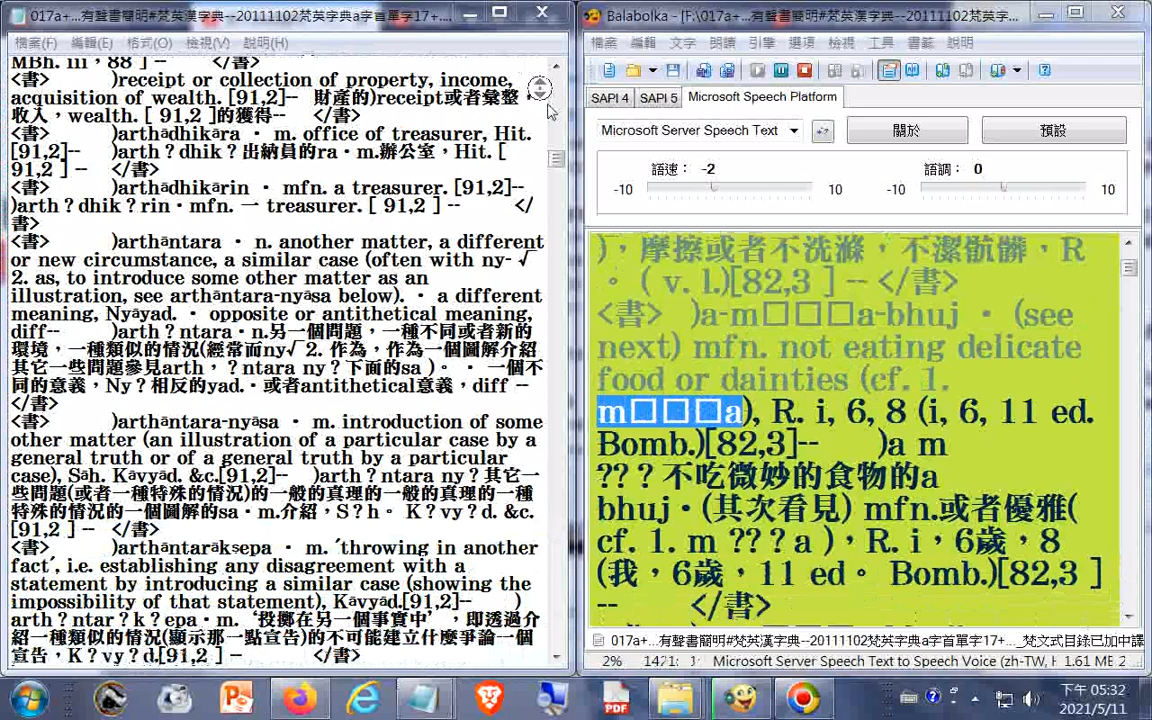 017a+...有聲書簡明#梵英漢字典--20111102梵英字典a字首單字17+...
檔案(F) 編輯(E) 格式(O) 檢視(V) 說明(H)
MBh. iii, 88 ] -- </書>
<書> )receipt or collection of property, income,
acquisition of wealth. [91,2]-- 財產的)receipt或者彙整，
收入，wealth. [ 91,2 ]的獲得-- </書>
<書> )arthādhikāra · m. office of treasurer, Hit.
[91,2]-- )arth ? dhik ? 出納員的ra · m.辦公室，Hit. [
91,2 ] -- </書>
<書> )arthādhikārin · mfn. a treasurer. [91,2]--
)arth ? dhik ? rin · mfn. 一 treasurer. [ 91,2 ] -- </
書>
<書> )arthāntara · n. another matter, a different
or new circumstance, a similar case (often with ny- √
2. as, to introduce some other matter as an
illustration, see arthāntara-nyāsa below). · a different
meaning, Nyāyad. · opposite or antithetical meaning,
diff-- )arth ? ntara · n.另一個問題，一種不同或者新的
環境，一種類似的情況(經常而ny√ 2. 作為，作為一個圖解介紹
其它一些問題參見arth，? ntara ny ? 下面的sa )。 · 一個不
同的意義，Ny ? 相反的yad. · 或者antithetical意義，diff --
</書>
<書> )arthāntara-nyāsa · m. introduction of some
other matter (an illustration of a particular case by a
general truth or of a general truth by a particular
case), Sāh. Kāvyād. &c.[91,2]-- )arth ? ntara ny ? 其它一
些問題(或者一種特殊的情況)的一般的真理的一般的真理的一種
特殊的情況的一個圖解的sa · m.介紹，S ? h。 K ? vy ? d. &c.
[91,2 ] -- </書>
<書> )arthāntarākṣepa · m. 'throwing in another
fact', i.e. establishing any disagreement with a
statement by introducing a similar case (showing the
impossibility of that statement), Kāvyād.[91,2]-- )
arth ? ntar ? k ? epa · m. ‘投擲在另一個事實中’，即透過介
紹一種類似的情況(顯示那一點宣告)的不可能建立什麼爭論一個
宣告，K ? vy ? d.[91,2 ] -- </書>
Balabolka - [F:\017a+...有聲書簡明#梵英漢字典--20111102梵英字...
檔案 編輯 文字 朗讀 引擎 選項 檢視 工具 書籤 說明
SAPI 4 SAPI 5 Microsoft Speech Platform
Microsoft Server Speech Text 關於 預設
語速： -2 語調： 0
-10 10 -10 10
)，摩擦或者不洗滌，不潔骯髒，R
。( v. l.)[82,3 ] -- </書>
<書> )a-m□□□a-bhuj · (see
next) mfn. not eating delicate
food or dainties (cf. 1.
m□□□a), R. i, 6, 8 (i, 6, 11 ed.
Bomb.)[82,3]-- )a m
?? ? 不吃微妙的食物的a
bhuj · (其次看見) mfn.或者優雅(
cf. 1. m ???a )，R. i，6歲，8
(我，6歲，11 ed。 Bomb.)[82,3 ]
-- </書>
017a+...有聲書簡明#梵英漢字典--20111102梵英字典a字首單字17+..._梵文式目錄已加中譯
2% 1421: 1 Microsoft Server Speech Text to Speech Voice (zh-TW, H 1.61 MB 2
下午 05:32
2021/5/11